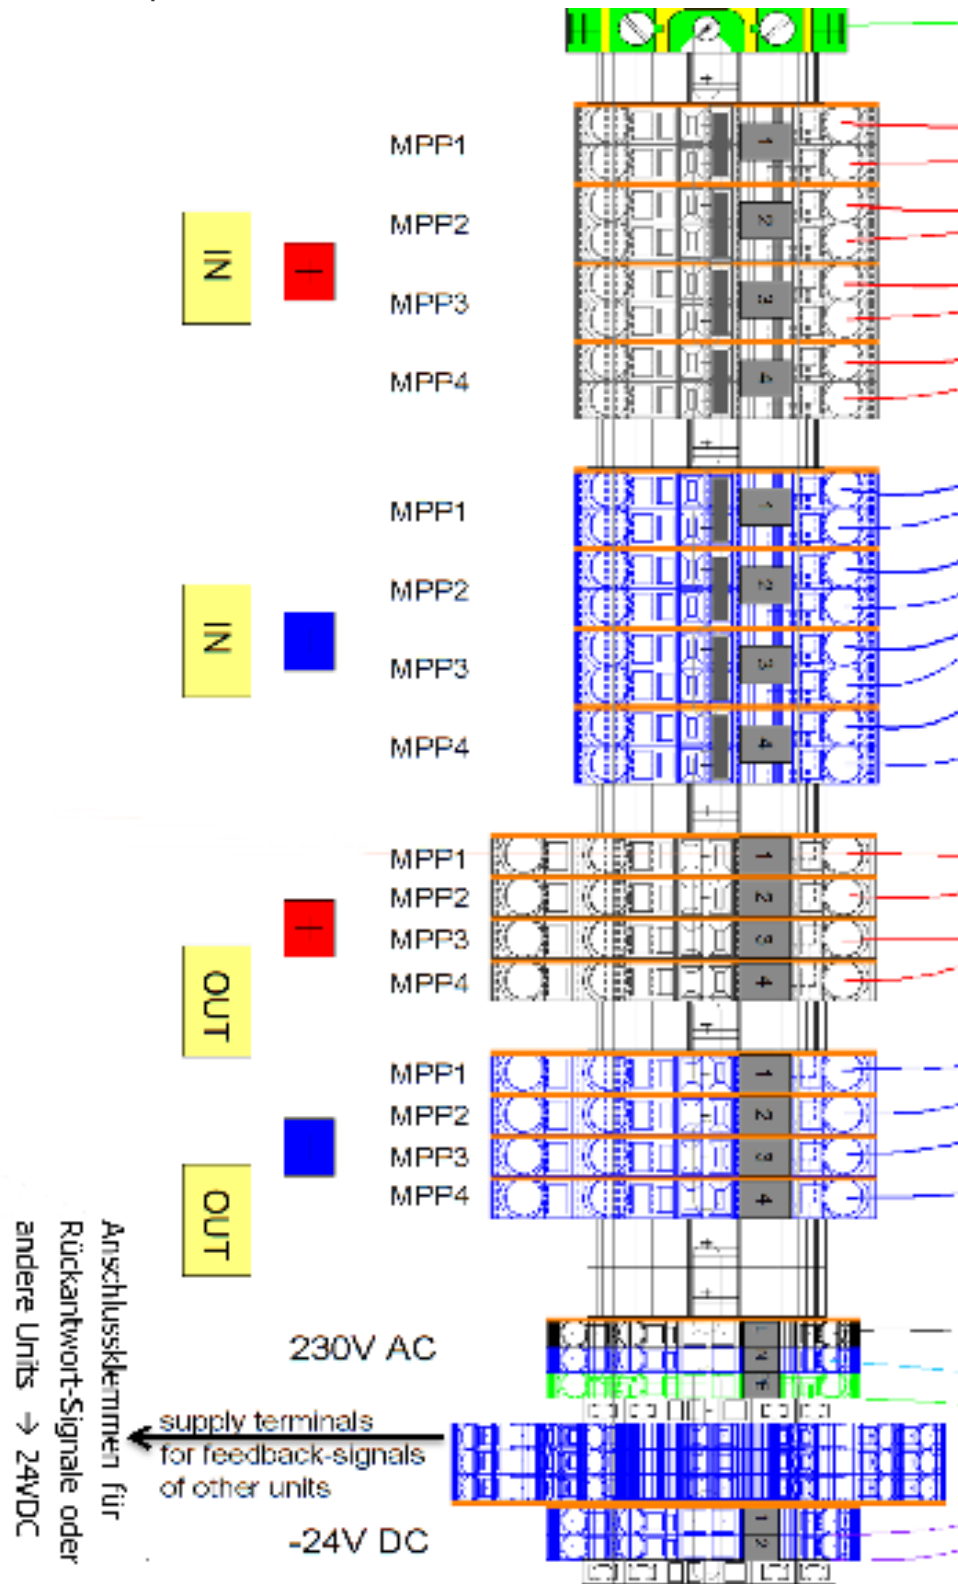 MPP1
1
MPP2
2
IN
MPP3
3
MPP4
4
MPP1
1
MPP2
2
IN
MPP3
3
MPP4
4
MPP1
1
MPP2
2
MPP3
3
MPP4
4
OUT
MPP1
1
MPP2
2
MPP3
3
MPP4
4
OUT
Anschlussklemmen für
Rückantwort-Signale oder
andere Units → 24VDC
230V AC
supply terminals
for feedback-signals
of other units
-24V DC
1
2